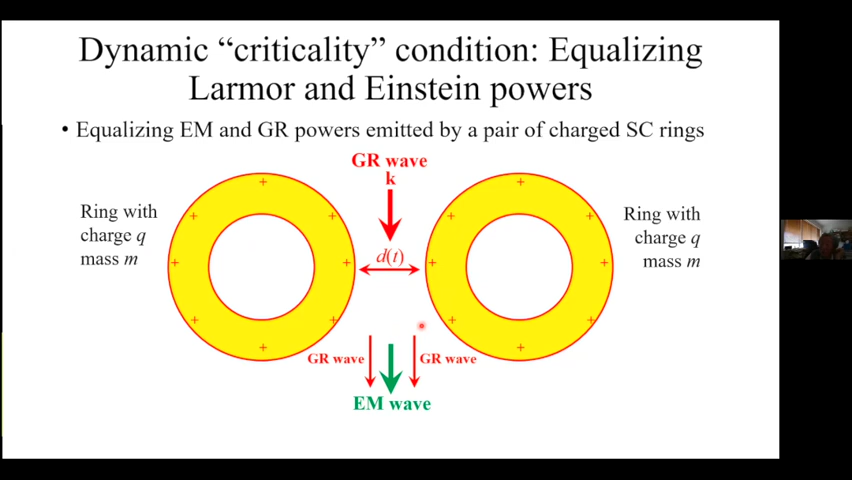 Dynamic “criticality” condition: Equalizing
Larmor and Einstein powers
• Equalizing EM and GR powers emitted by a pair of charged SC rings
GR wave
k
Ring with
charge q
mass m
d(t)
Ring with
charge q
mass m
GR wave
GR wave
EM wave